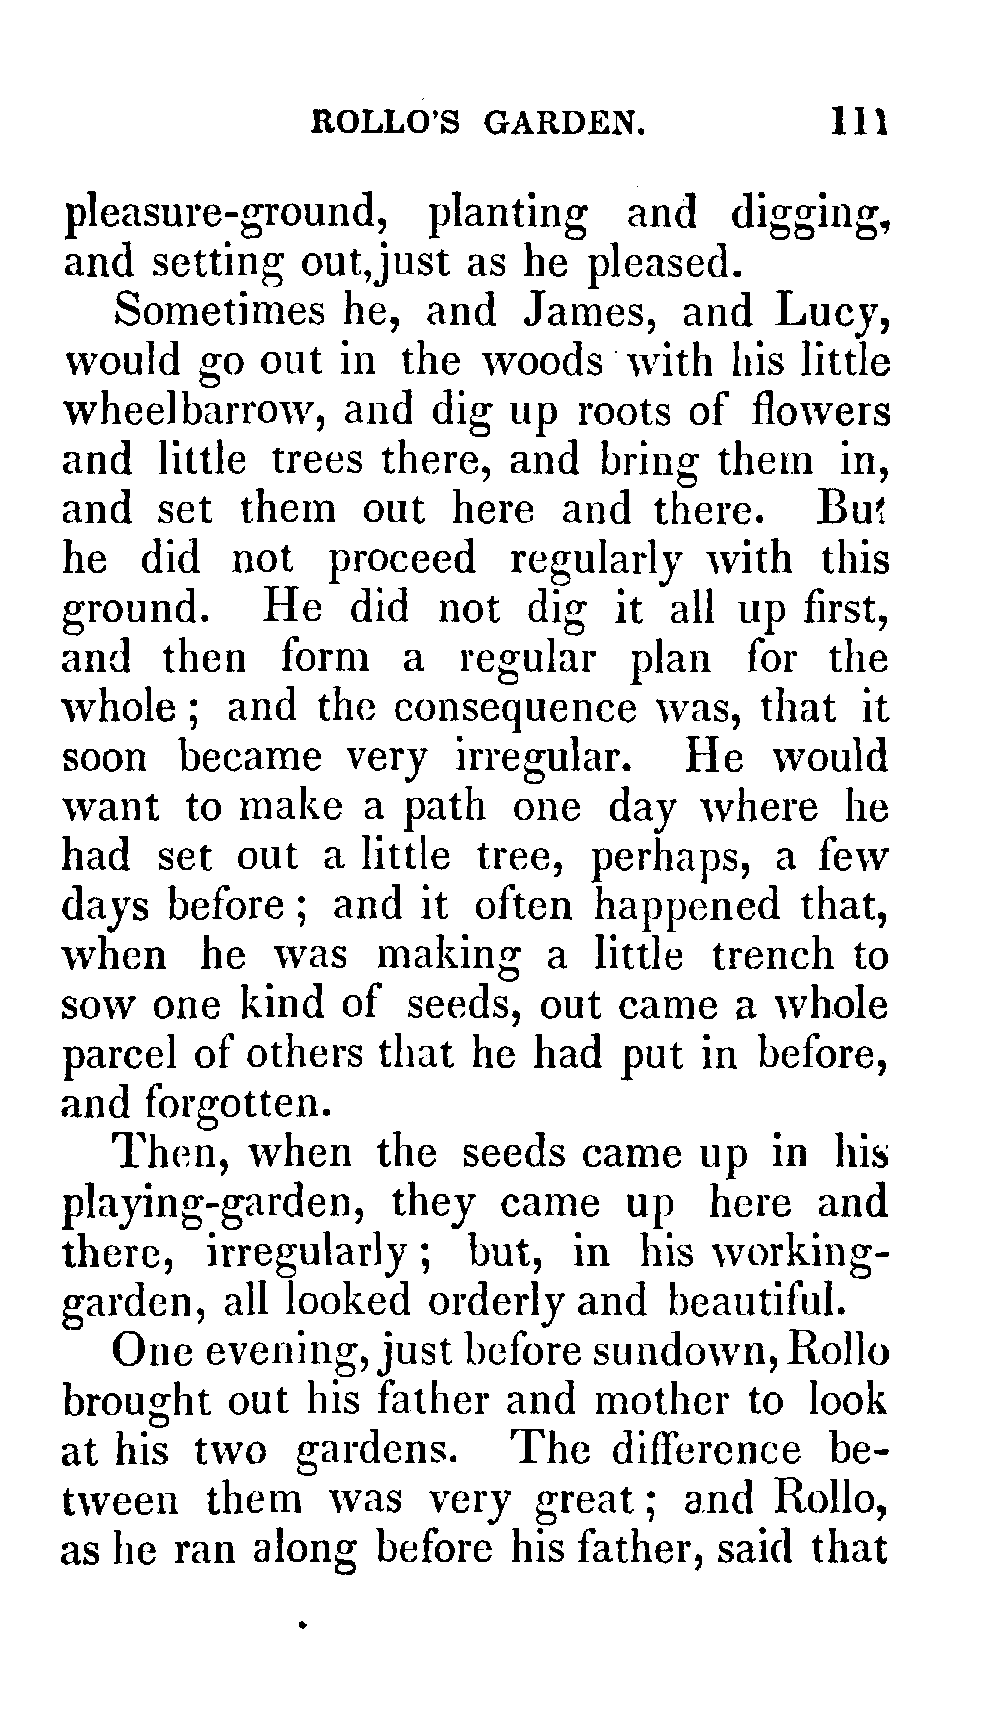 ROLLO'S GARDEN. 111
pleasure-ground, planting and digging,
and setting out, just as he pleased.
Sometimes he, and James, and Lucy,
would go out in the woods with his little
wheelbarrow, and dig up roots of flowers
and little trees there, and bring them in,
and set them out here and there. But
he did not proceed regularly with this
ground. He did not dig it all up first,
and then form a regular plan for the
whole; and the consequence was, that it
soon became very irregular. He would
want to make a path one day where he
had set out a little tree, perhaps, a few
days before; and it often happened that,
when he was making a little trench to
sow one kind of seeds, out came a whole
parcel of others that he had put in before,
and forgotten.
Then, when the seeds came up in his
playing-garden, they came up here and
there, irregularly; but, in his working-
garden, all looked orderly and beautiful.
One evening, just before sundown, Rollo
brought out his father and mother to look
at his two gardens. The difference be-
tween them was very great; and Rollo,
as he ran along before his father, said that